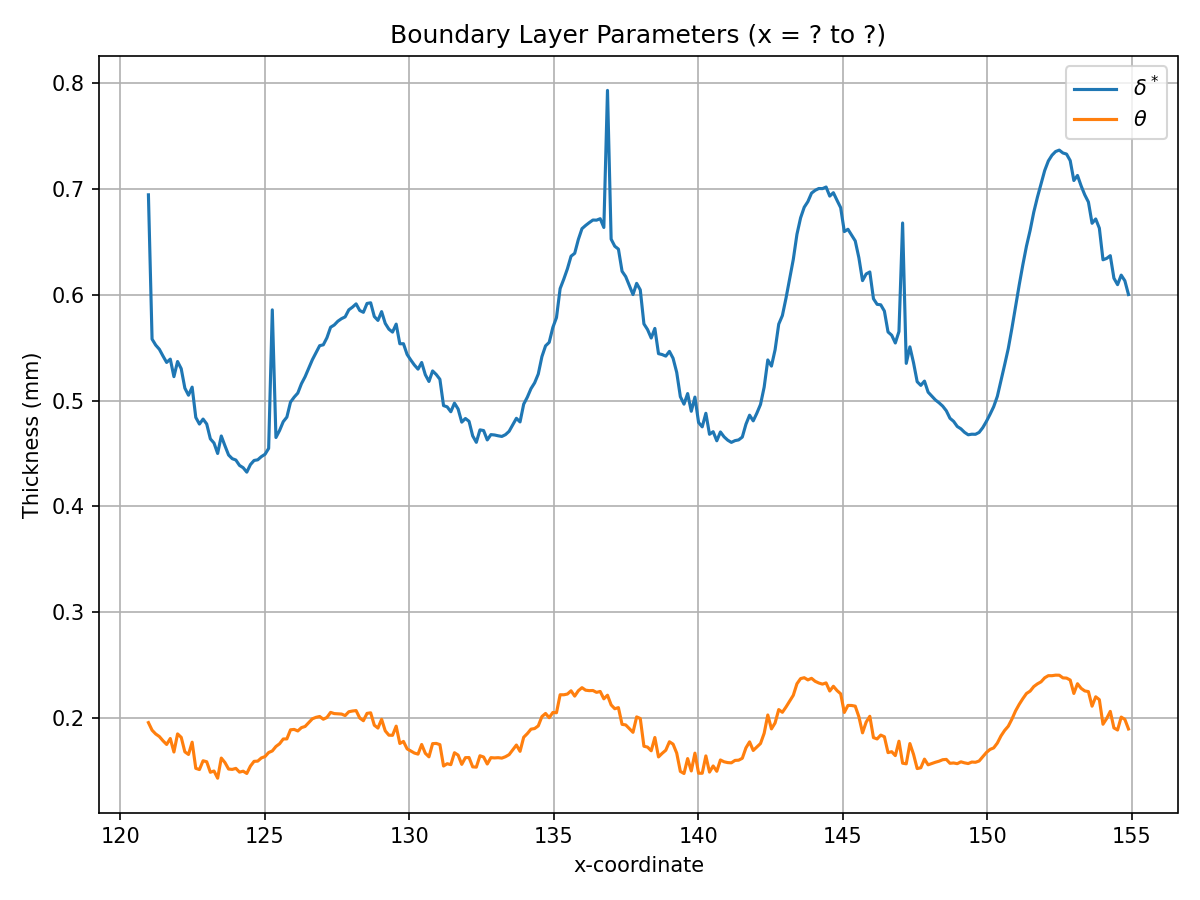 Boundary Layer Parameters (x = ? to ?)
δ*
θ
Thickness (mm)
0.8
0.7
0.6
0.5
0.4
0.3
0.2
120 125 130 135 140 145 150 155
x-coordinate